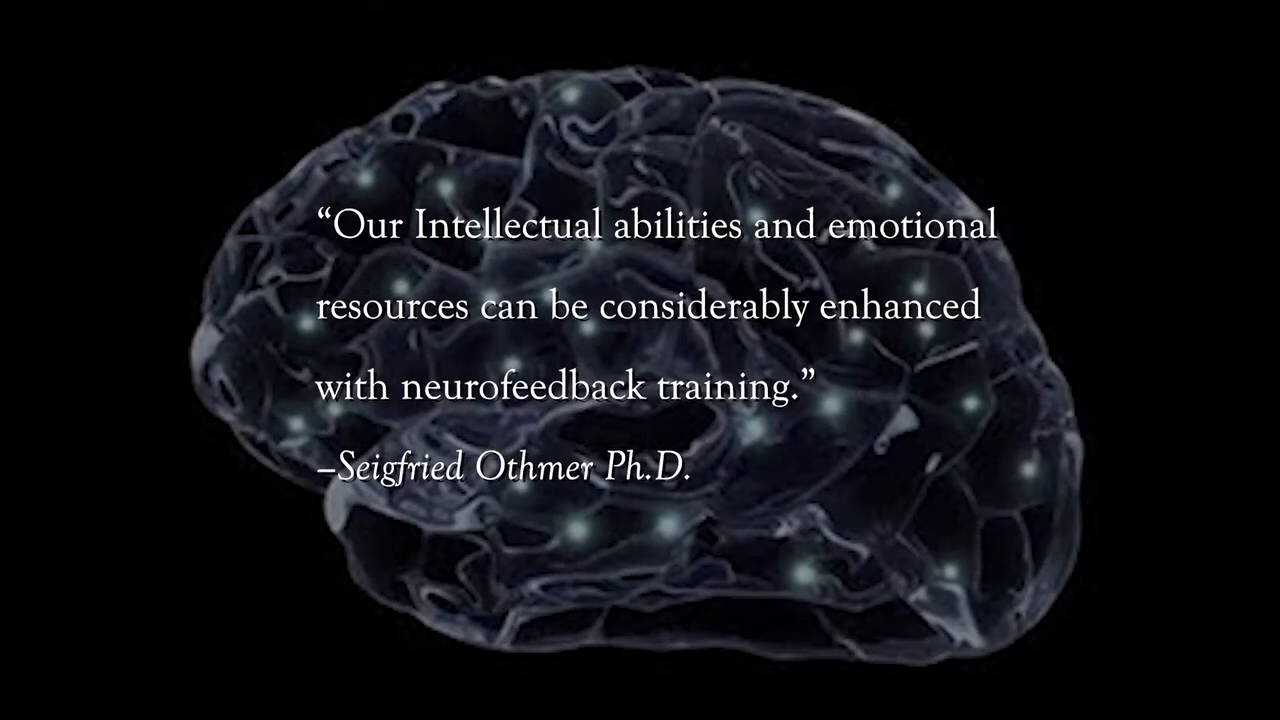 “Our Intellectual abilities and emotional
resources can be considerably enhanced
with neurofeedback training.”
–Seigfried Othmer Ph.D.